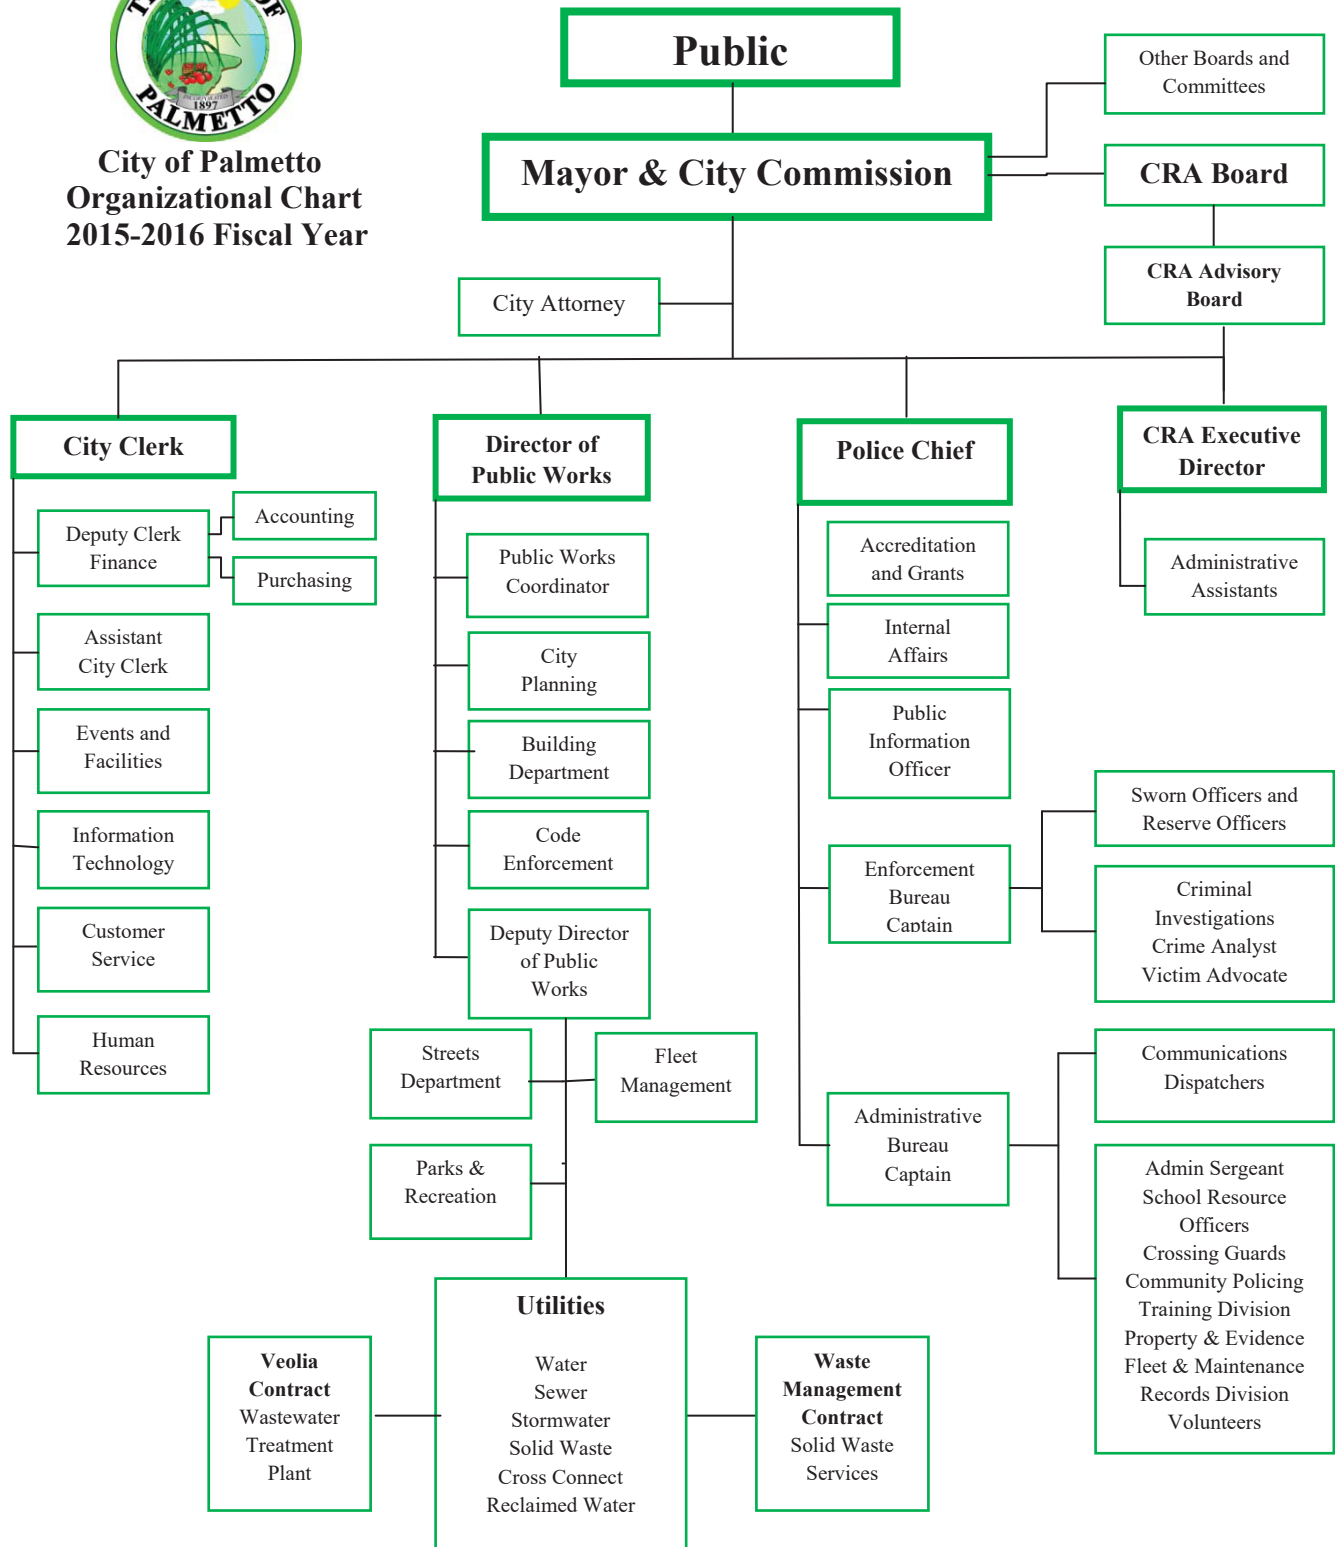 PALMETTO
INCORPORATED
1897
City of Palmetto
Organizational Chart
2015-2016 Fiscal Year
Public
Mayor & City Commission
Other Boards and
Committees
CRA Board
CRA Advisory
Board
City Attorney
City Clerk
Deputy Clerk
Finance
Accounting
Purchasing
Assistant
City Clerk
Events and
Facilities
Information
Technology
Customer
Service
Human
Resources
Director of
Public Works
Public Works
Coordinator
City
Planning
Building
Department
Code
Enforcement
Deputy Director
of Public
Works
Streets
Department
Fleet
Management
Parks &
Recreation
Utilities
Water
Sewer
Stormwater
Solid Waste
Cross Connect
Reclaimed Water
Veolia
Contract
Wastewater
Treatment
Plant
Waste
Management
Contract
Solid Waste
Services
Police Chief
Accreditation
and Grants
Internal
Affairs
Public
Information
Officer
Enforcement
Bureau
Captain
Sworn Officers and
Reserve Officers
Criminal
Investigations
Crime Analyst
Victim Advocate
Administrative
Bureau
Captain
Communications
Dispatchers
Admin Sergeant
School Resource
Officers
Crossing Guards
Community Policing
Training Division
Property & Evidence
Fleet & Maintenance
Records Division
Volunteers
CRA Executive
Director
Administrative
Assistants